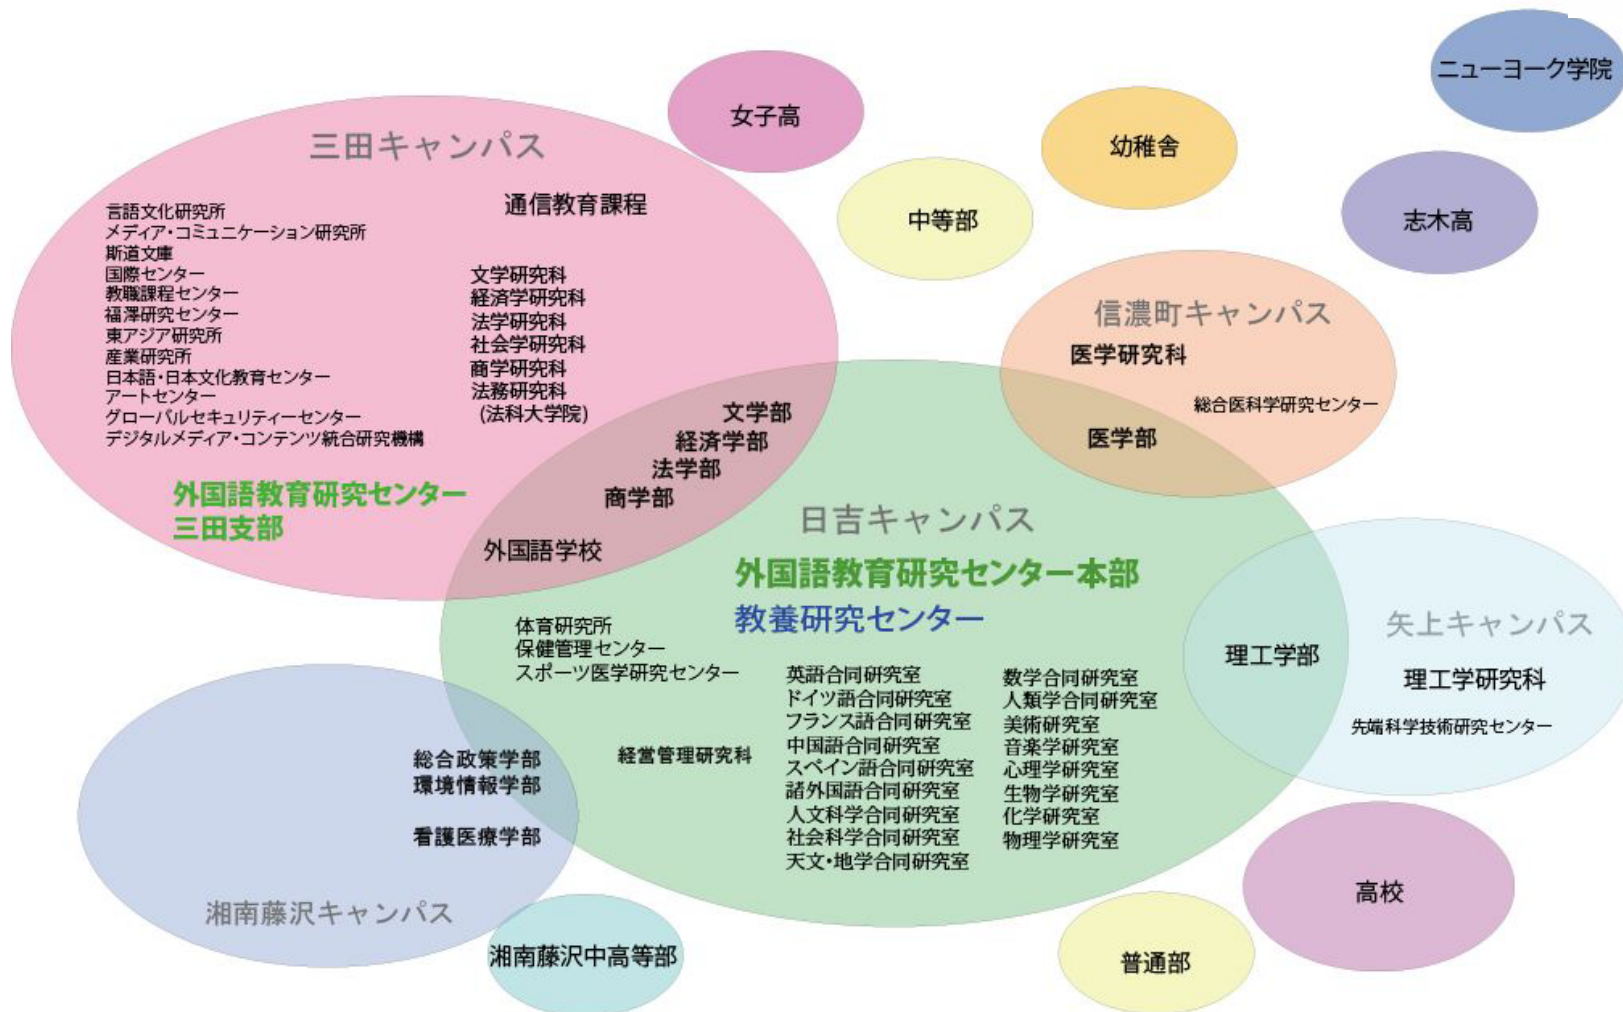 ニューヨーク学院
女子高
幼稚舎
中等部
志木高
三田キャンパス
通信教育課程
言語文化研究所
メディア・コミュニケーション研究所
斯道文庫
国際センター
教職課程センター
福澤研究センター
東アジア研究所
産業研究所
日本語・日本文化教育センター
アートセンター
グローバルセキュリティーセンター
デジタルメディア・コンテンツ統合研究機構
文学研究科
経済学研究科
法学研究科
社会学研究科
商学研究科
法務研究科
(法科大学院)
外国語教育研究センター
三田支部
文学部
経済学部
法学部
商学部
外国語学校
信濃町キャンパス
医学研究科
総合医科学研究センター
医学部
日吉キャンパス
外国語教育研究センター本部
教養研究センター
体育研究所
保健管理センター
スポーツ医学研究センター
経営管理研究科
英語合同研究室
ドイツ語合同研究室
フランス語合同研究室
中国語合同研究室
スペイン語合同研究室
諸外国語合同研究室
人文科学合同研究室
社会科学合同研究室
天文・地学合同研究室
数学合同研究室
人類学合同研究室
美術研究室
音楽学研究室
心理学研究室
生物学研究室
化学研究室
物理学研究室
理工学部
矢上キャンパス
理工学研究科
先端科学技術研究センター
総合政策学部
環境情報学部
看護医療学部
湘南藤沢キャンパス
湘南藤沢中高等部
普通部
高校